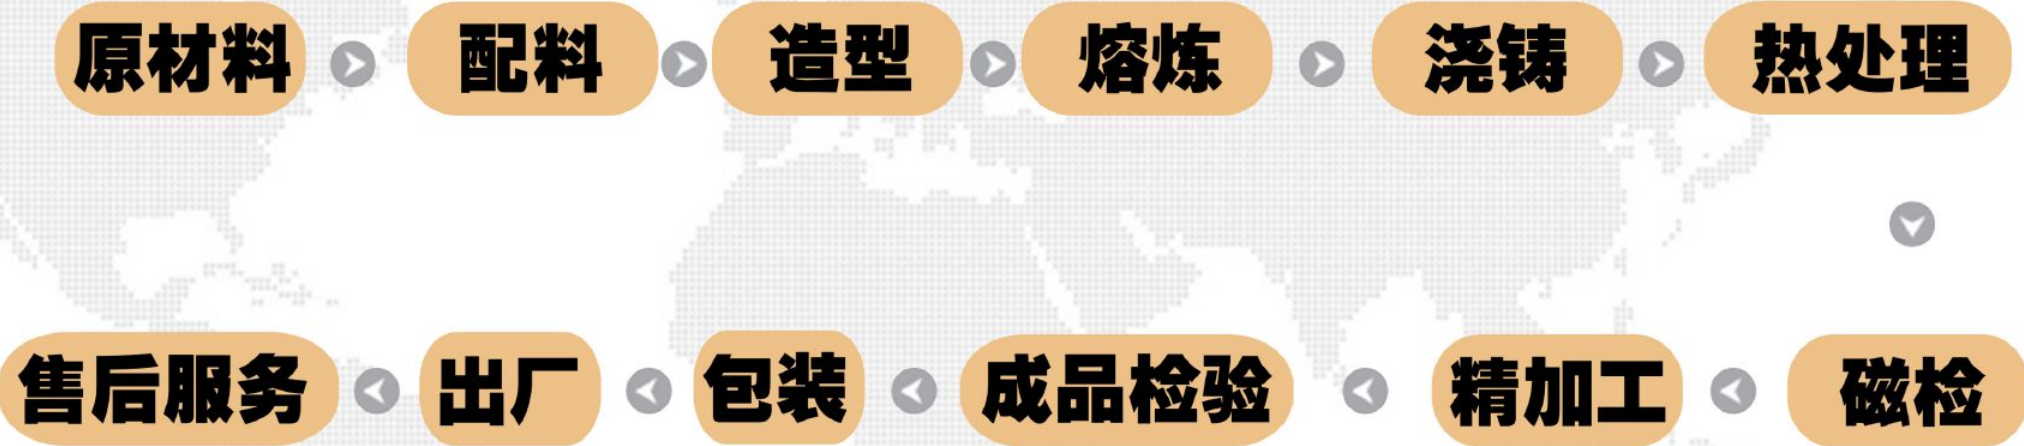 原材料 配料 造型 熔炼 浇铸 热处理
售后服务 出厂 包装 成品检验 精加工 磁检